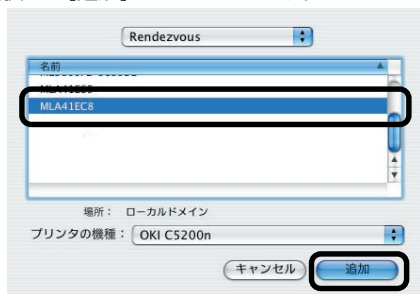 Rendezvous
名前
MLA41EC8
場所： ローカルドメイン
プリンタの機種： OKI C5200n
キャンセル 追加